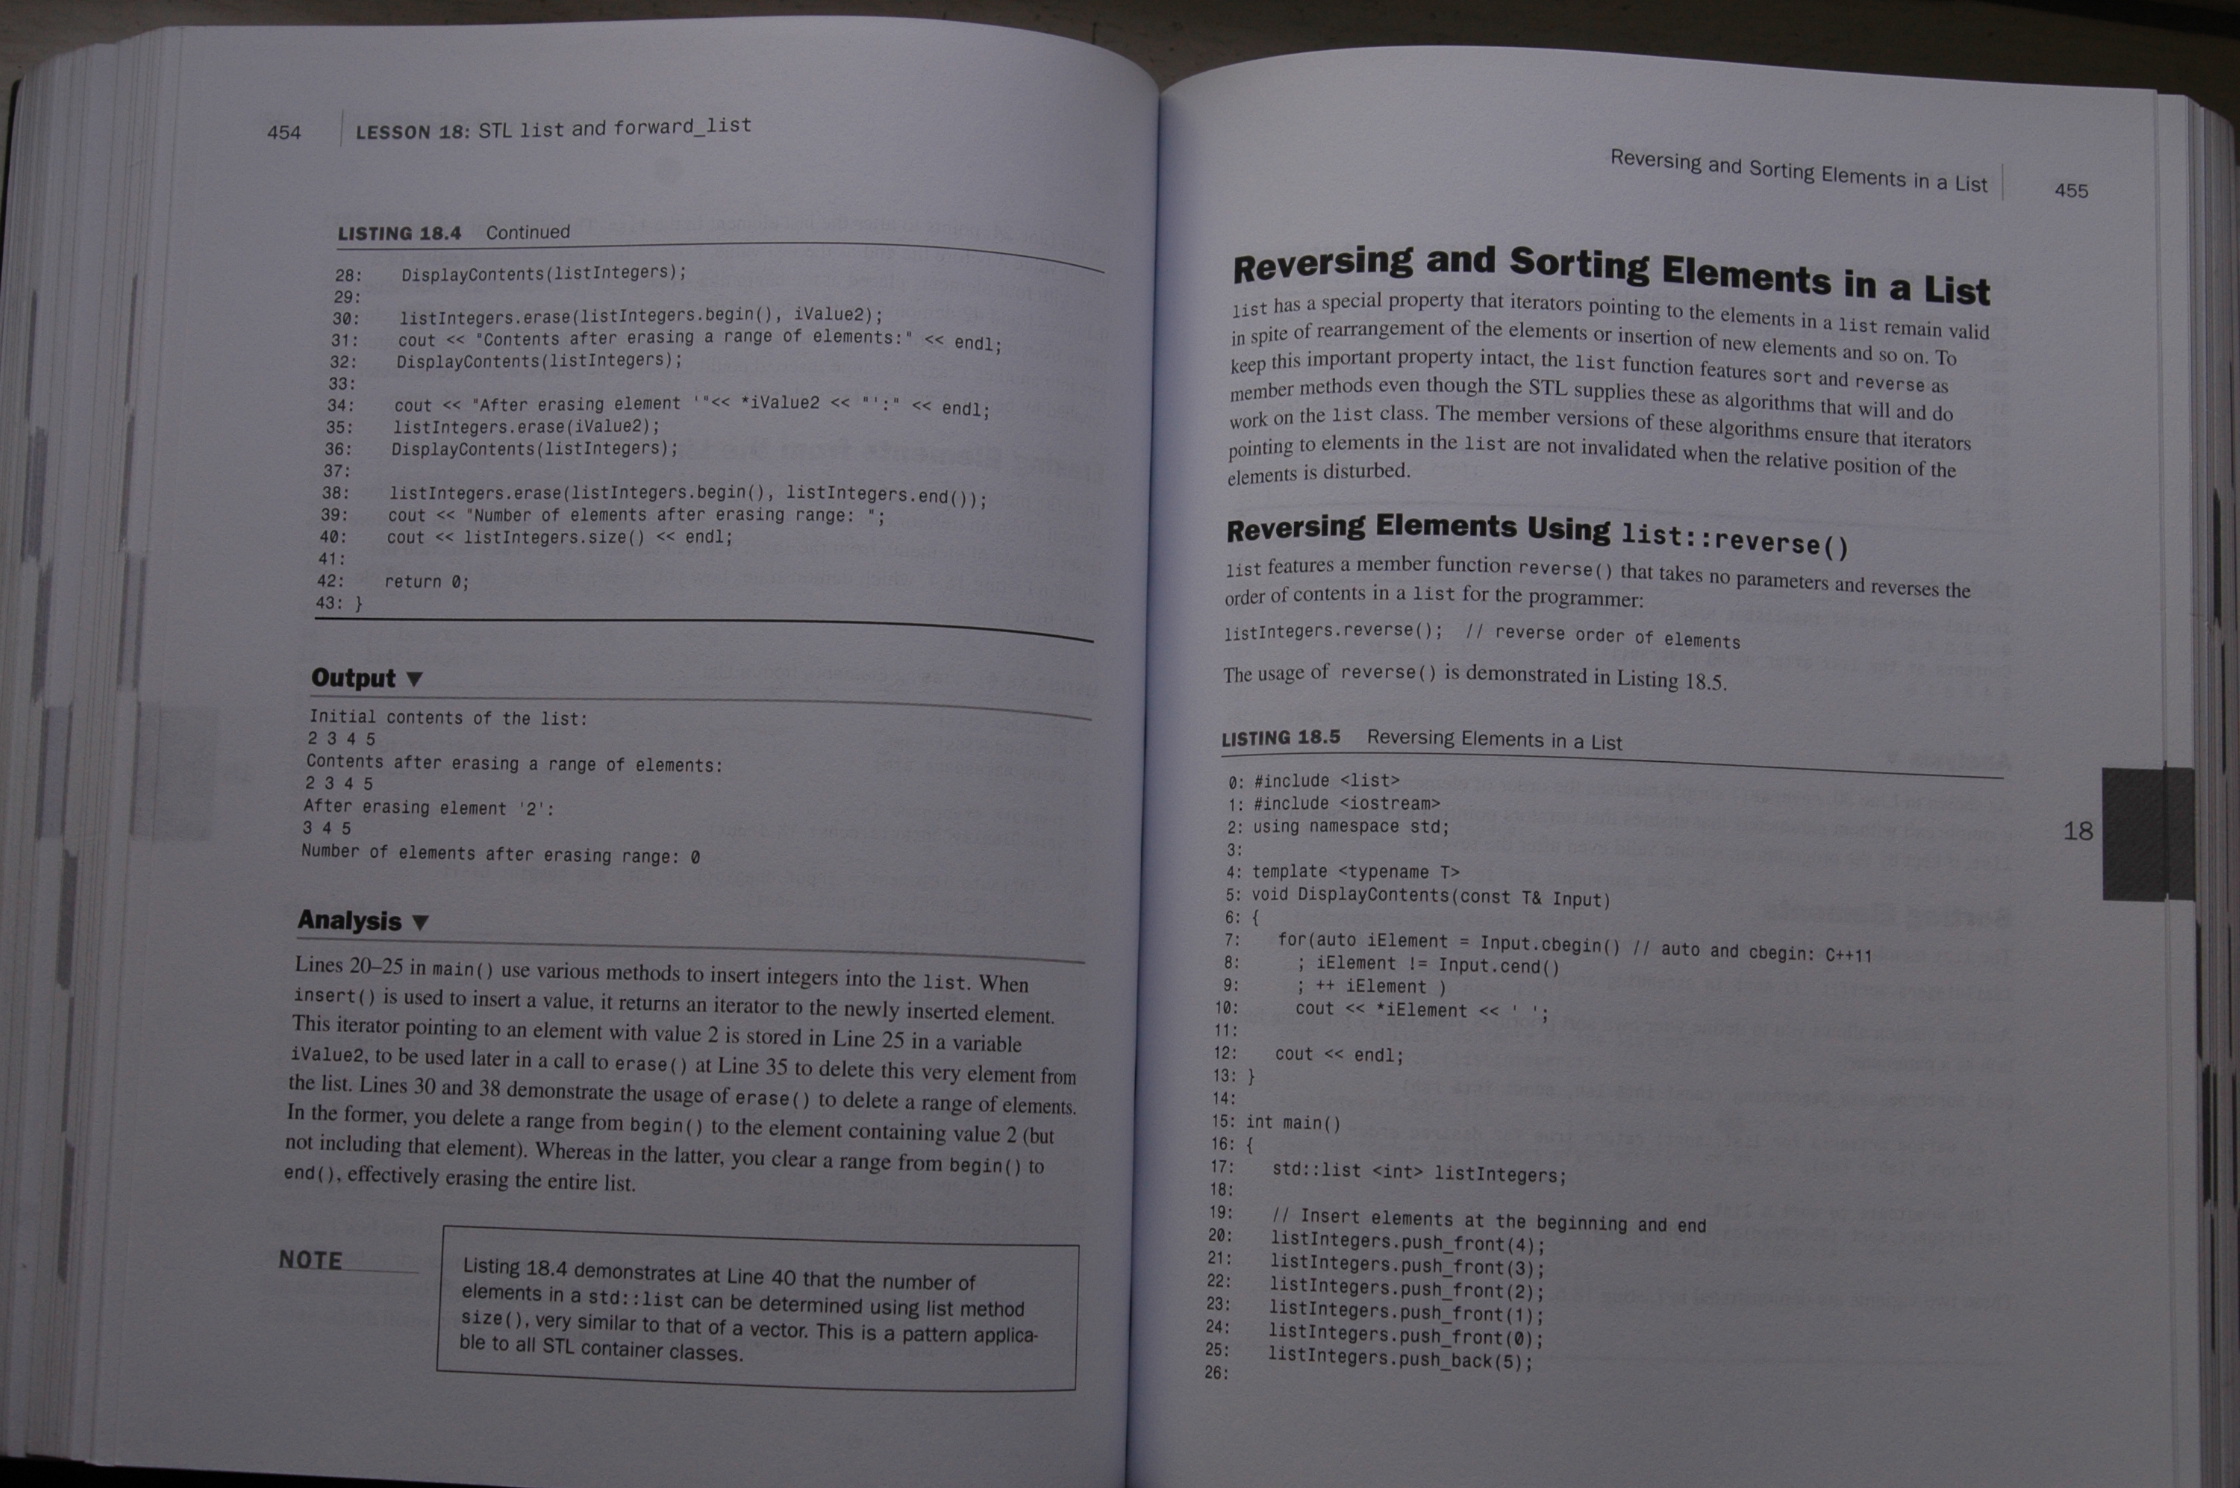 454 LESSON 18: STL list and forward_list
LISTING 18.4 Continued
28: DisplayContents(listIntegers);
29:
30: listIntegers.erase(listIntegers.begin(), iValue2);
31: cout << "Contents after erasing a range of elements:" << endl;
32: DisplayContents(listIntegers);
33:
34: cout << "After erasing element '"<< *iValue2 << "':" << endl;
35: listIntegers.erase(iValue2);
36: DisplayContents(listIntegers);
37:
38: listIntegers.erase(listIntegers.begin(), listIntegers.end());
39: cout << "Number of elements after erasing range: ";
40: cout << listIntegers.size() << endl;
41:
42: return 0;
43: }
Output ▼
Initial contents of the list:
2 3 4 5
Contents after erasing a range of elements:
2 3 4 5
After erasing element '2':
3 4 5
Number of elements after erasing range: 0
Analysis ▼
Lines 20–25 in main() use various methods to insert integers into the list. When
insert() is used to insert a value, it returns an iterator to the newly inserted element.
This iterator pointing to an element with value 2 is stored in Line 25 in a variable
iValue2, to be used later in a call to erase() at Line 35 to delete this very element from
the list. Lines 30 and 38 demonstrate the usage of erase() to delete a range of elements.
In the former, you delete a range from begin() to the element containing value 2 (but
not including that element). Whereas in the latter, you clear a range from begin() to
end(), effectively erasing the entire list.
NOTE
Listing 18.4 demonstrates at Line 40 that the number of
elements in a std::list can be determined using list method
size(), very similar to that of a vector. This is a pattern applica-
ble to all STL container classes.
Reversing and Sorting Elements in a List 455
Reversing and Sorting Elements in a List
list has a special property that iterators pointing to the elements in a list remain valid
in spite of rearrangement of the elements or insertion of new elements and so on. To
keep this important property intact, the list function features sort and reverse as
member methods even though the STL supplies these as algorithms that will and do
work on the list class. The member versions of these algorithms ensure that iterators
pointing to elements in the list are not invalidated when the relative position of the
elements is disturbed.
Reversing Elements Using list::reverse()
list features a member function reverse() that takes no parameters and reverses the
order of contents in a list for the programmer:
listIntegers.reverse(); // reverse order of elements
The usage of reverse() is demonstrated in Listing 18.5.
LISTING 18.5 Reversing Elements in a List
0: #include <list>
1: #include <iostream>
2: using namespace std;
3:
4: template <typename T>
5: void DisplayContents(const T& Input)
6: {
7: for(auto iElement = Input.cbegin() // auto and cbegin: C++11
8: ; iElement != Input.cend()
9: ; ++ iElement )
10: cout << *iElement << ' ';
11:
12: cout << endl;
13: }
14:
15: int main()
16: {
17: std::list <int> listIntegers;
18:
19: // Insert elements at the beginning and end
20: listIntegers.push_front(4);
21: listIntegers.push_front(3);
22: listIntegers.push_front(2);
23: listIntegers.push_front(1);
24: listIntegers.push_front(0);
25: listIntegers.push_back(5);
26:
18